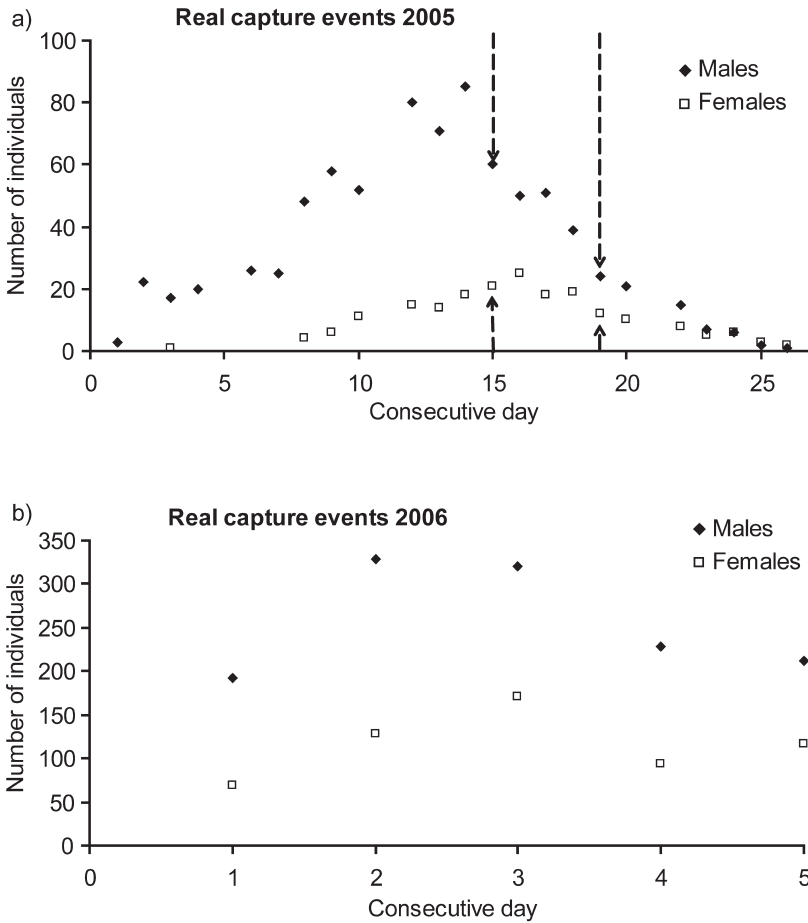 a)
Real capture events 2005
Number of individuals
100
80
60
40
20
0
Males
Females
0 5 10 15 20 25
Consecutive day
b)
Real capture events 2006
Number of individuals
350
300
250
200
150
100
50
0
Males
Females
0 1 2 3 4 5
Consecutive day